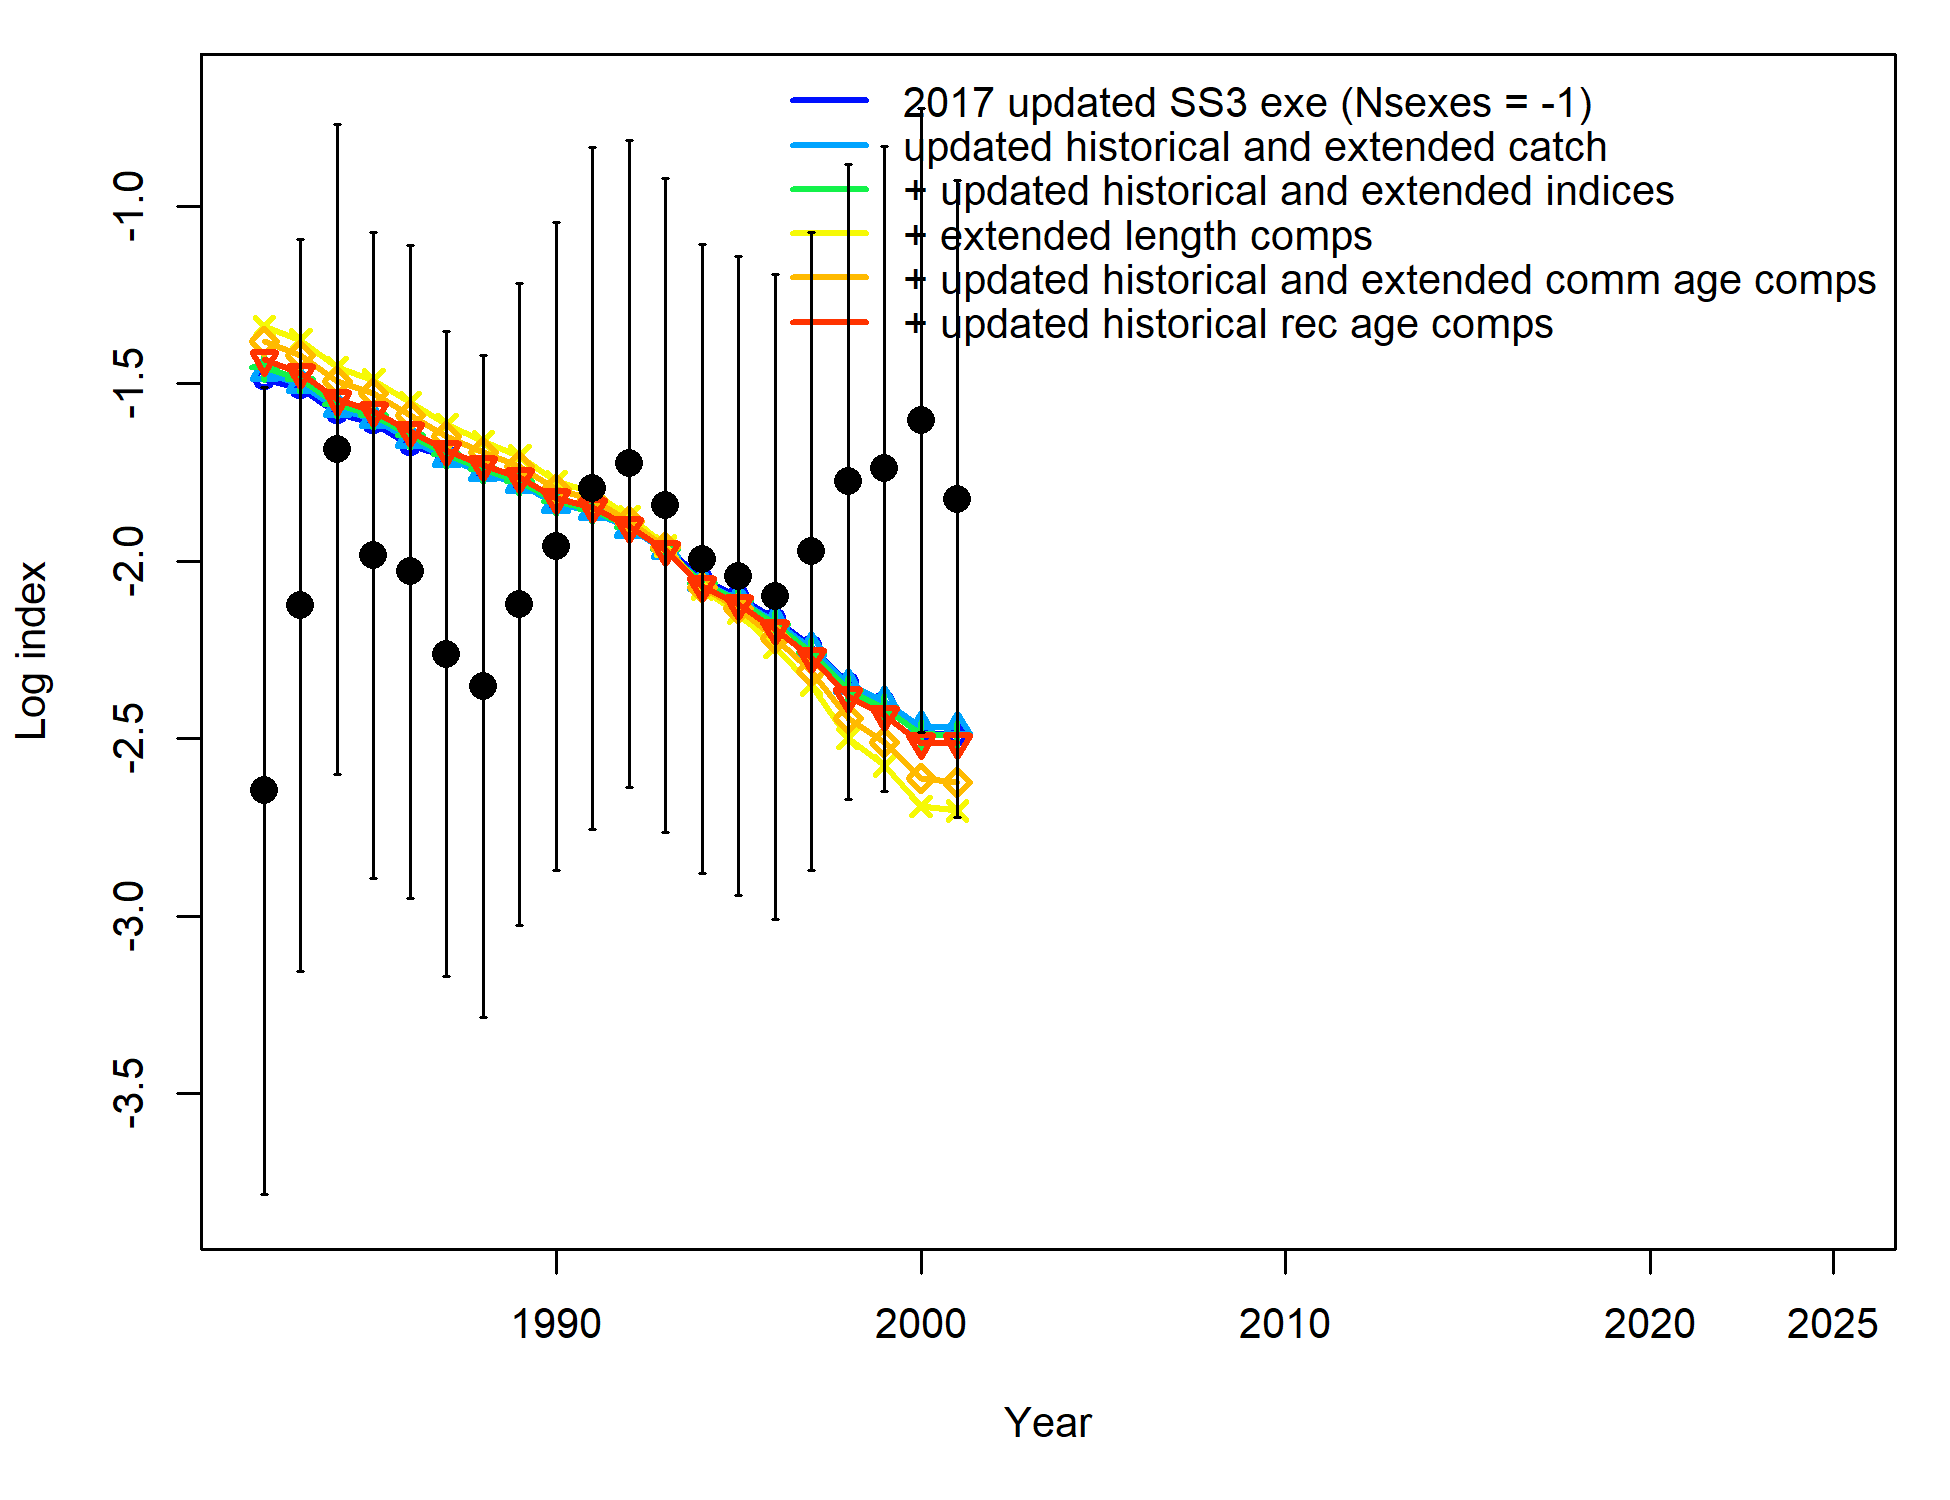 2017 updated SS3 exe (Nsexes = -1)
updated historical and extended catch
+ updated historical and extended indices
+ extended length comps
+ updated historical and extended comm age comps
+ updated historical rec age comps
-1.0
-1.5
-2.0
-2.5
-3.0
-3.5
Log index
1990
2000
2010
2020
2025
Year